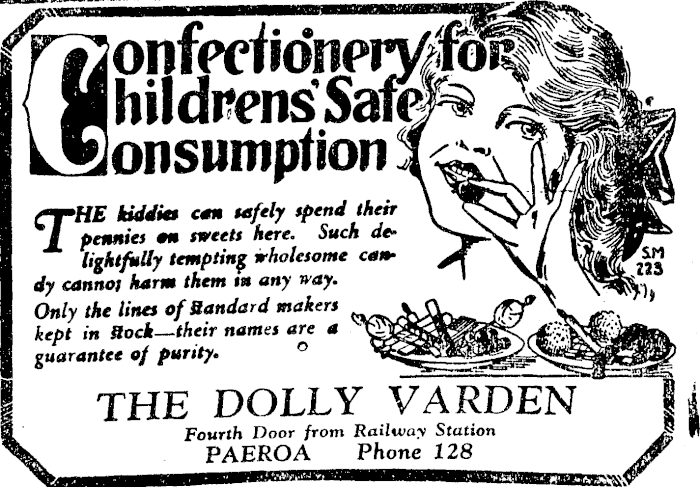 Confectionery for
Childrens' Safe
Consumption
THE kiddies can safely spend their
pennies on sweets here. Such de-
lightfully tempting wholesome can-
dy cannot harm them in any way.
Only the lines of standard makers
kept in stock—their names are a
guarantee of purity.
S.M
223
THE DOLLY VARDEN
Fourth Door from Railway Station
PAEROA Phone 128